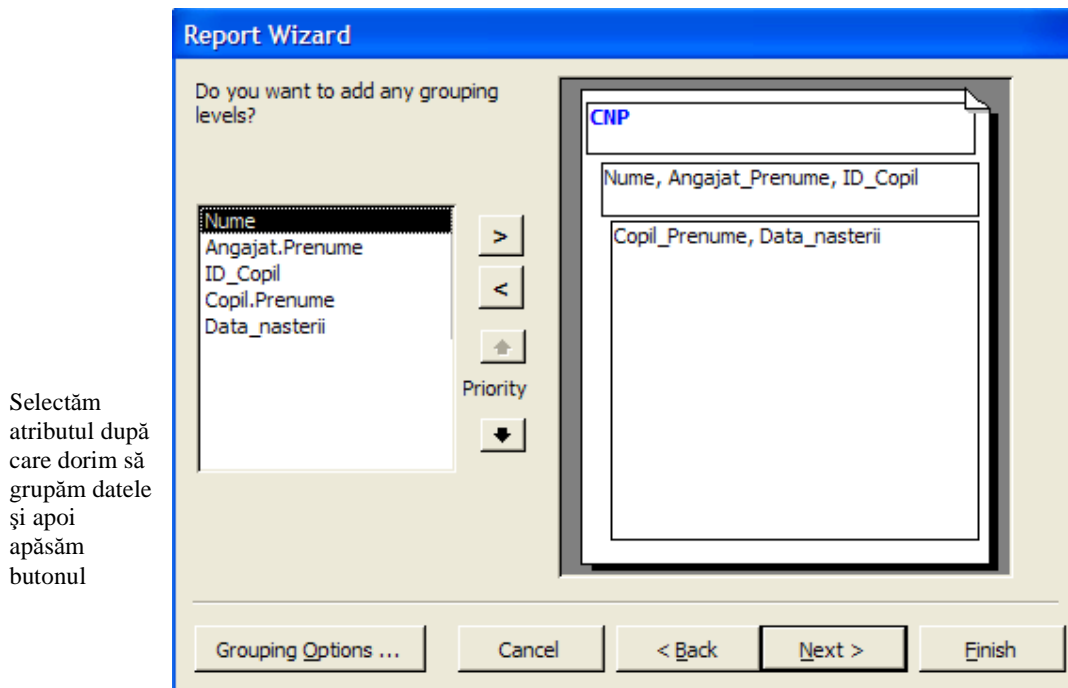 Report Wizard
Do you want to add any grouping
levels?
CNP
Nume, Angajat_Prenume, ID_Copil
Copil_Prenume, Data_nasterii
Nume
Angajat.Prenume
ID_Copil
Copil.Prenume
Data_nasterii
>
<
Priority
Selectăm
atributul după
care dorim să
grupăm datele
şi apoi
apăsăm
butonul
Grouping Options ...
Cancel
< Back
Next >
Finish